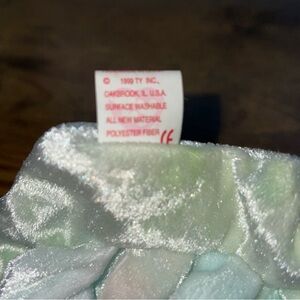 © 1999 TY INC.,
OAKBROOK, IL U.S.A.
SURFACE WASHABLE
ALL NEW MATERIAL
POLYESTER FIBER
CE